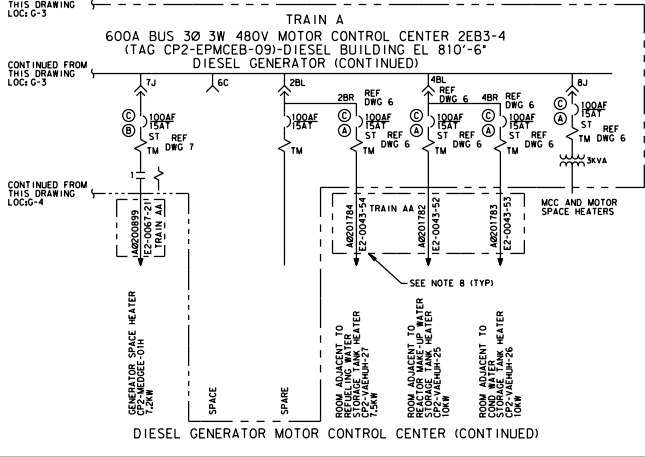 THIS DRAWING
LOC: G-3
TRAIN A
600A BUS 3Ø 3W 480V MOTOR CONTROL CENTER 2EB3-4
(TAG CP2-EPMCEB-09)-DIESEL BUILDING EL 810'-6"
DIESEL GENERATOR (CONTINUED)
CONTINUED FROM
THIS DRAWING
LOC: G-3
7J
6C
2BL
4BL
8J
2BR
REF
DWG 6
REF
DWG 6
4BR
REF
DWG 6
C
B
100AF
15AT
ST
TM
REF
DWG 7
100AF
15AT
TM
C
A
100AF
15AT
ST
TM
REF
DWG 6
C
A
100AF
15AT
ST
TM
REF
DWG 6
C
A
100AF
15AT
ST
TM
REF
DWG 6
C
A
100AF
15AT
ST
TM
REF
DWG 6
1
3KVA
CONTINUED FROM
THIS DRAWING
LOC:G-4
MCC AND MOTOR
SPACE HEATERS
A0200899
E2-0067-21
TRAIN AA
A0201784
E2-0043-54
TRAIN AA
A0201782
E2-0043-52
A0201783
E2-0043-53
SEE NOTE 8 (TYP)
GENERATOR SPACE HEATER
CP2-MEDGEE-01H
7.2KW
SPACE
SPARE
ROOM ADJACENT TO
REFUELING WATER
STORAGE TANK HEATER
CP2-VAEHUH-27
7.5KW
ROOM ADJACENT TO
REACTOR MAKE-UP WATER
STORAGE TANK HEATER
CP2-VAEHUH-25
10KW
ROOM ADJACENT TO
COND WATER
STORAGE TANK HEATER
CP2-VAEHUH-26
10KW
DIESEL GENERATOR MOTOR CONTROL CENTER (CONTINUED)